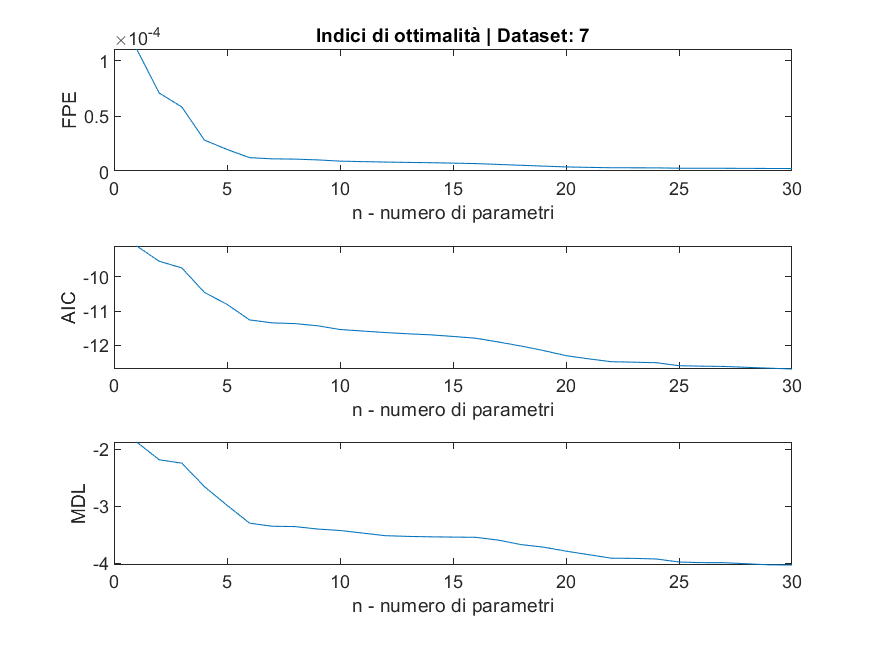 Indici di ottimalità | Dataset: 7
×10-4
1
0.5
0
FPE
0 5 10 15 20 25 30
n - numero di parametri
-10
-11
-12
AIC
0 5 10 15 20 25 30
n - numero di parametri
-2
-3
-4
MDL
0 5 10 15 20 25 30
n - numero di parametri